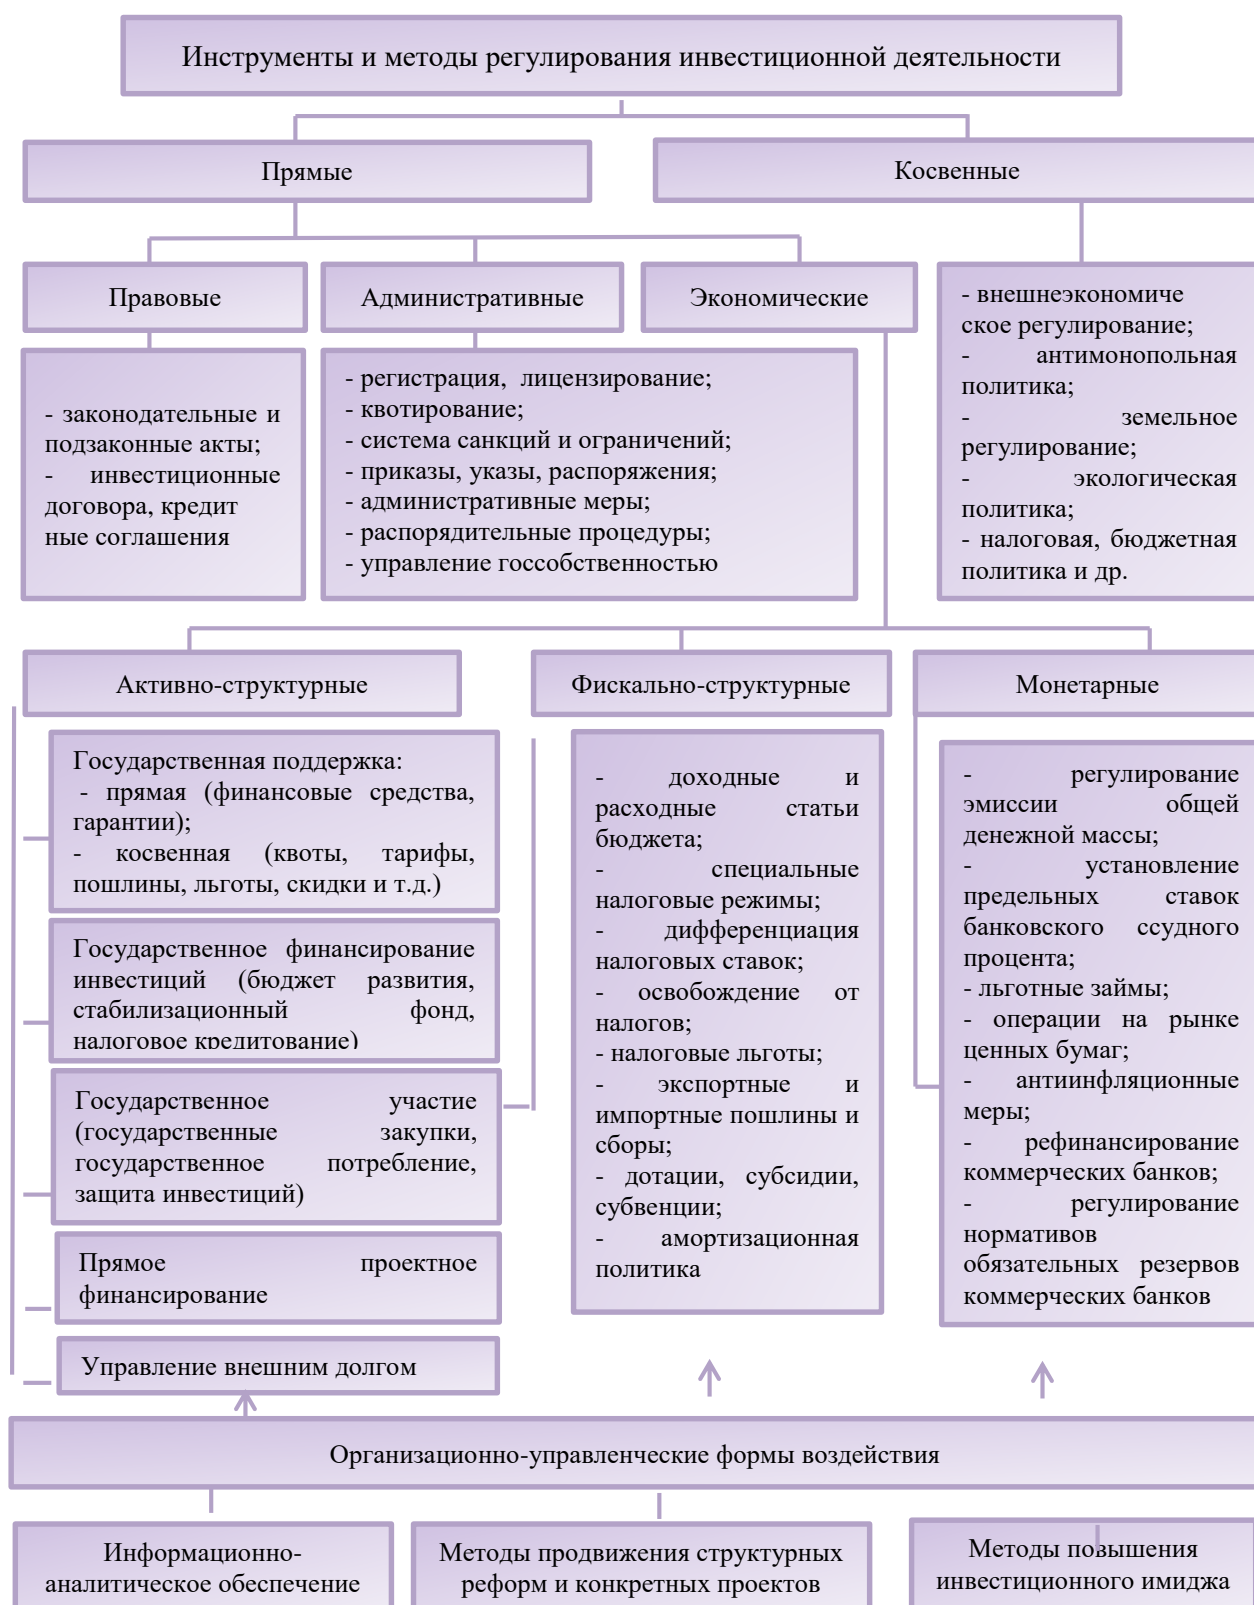 Инструменты и методы регулирования инвестиционной деятельности
Прямые
Косвенные
Правовые
Административные
Экономические
- законодательные и
подзаконные акты;
- инвестиционные
договора, кредит
ные соглашения
- регистрация, лицензирование;
- квотирование;
- система санкций и ограничений;
- приказы, указы, распоряжения;
- административные меры;
- распорядительные процедуры;
- управление госсобственностью
- внешнеэкономиче
ское регулирование;
- антимонопольная
политика;
- земельное
регулирование;
- экологическая
политика;
- налоговая, бюджетная
политика и др.
Активно-структурные
Фискально-структурные
Монетарные
Государственная поддержка:
- прямая (финансовые средства,
гарантии);
- косвенная (квоты, тарифы,
пошлины, льготы, скидки и т.д.)
Государственное финансирование
инвестиций (бюджет развития,
стабилизационный фонд,
налоговое кредитование)
Государственное участие
(государственные закупки,
государственное потребление,
защита инвестиций)
Прямое проектное
финансирование
Управление внешним долгом
- доходные и
расходные статьи
бюджета;
- специальные
налоговые режимы;
- дифференциация
налоговых ставок;
- освобождение от
налогов;
- налоговые льготы;
- экспортные и
импортные пошлины и
сборы;
- дотации, субсидии,
субвенции;
- амортизационная
политика
- регулирование
эмиссии общей
денежной массы;
- установление
предельных ставок
банковского ссудного
процента;
- льготные займы;
- операции на рынке
ценных бумаг;
- антиинфляционные
меры;
- рефинансирование
коммерческих банков;
- регулирование
нормативов
обязательных резервов
коммерческих банков
Организационно-управленческие формы воздействия
Информационно-
аналитическое обеспечение
Методы продвижения структурных
реформ и конкретных проектов
Методы повышения
инвестиционного имиджа